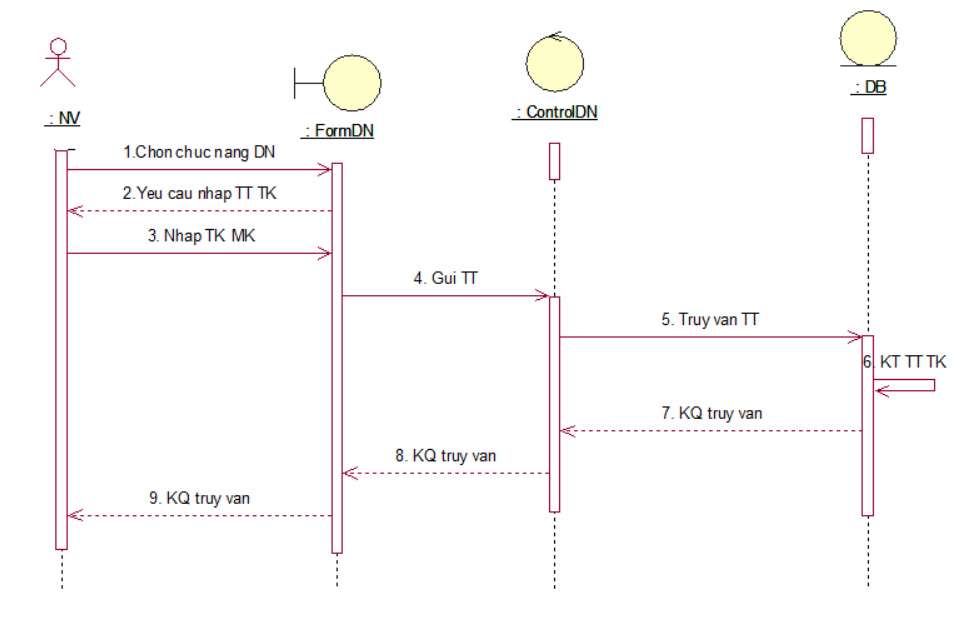 : NV
: FormDN
: ControlDN
: DB
1.Chon chuc nang DN
2.Yeu cau nhap TT TK
3. Nhap TK MK
4. Gui TT
5. Truy van TT
6. KT TT TK
7. KQ truy van
8. KQ truy van
9. KQ truy van